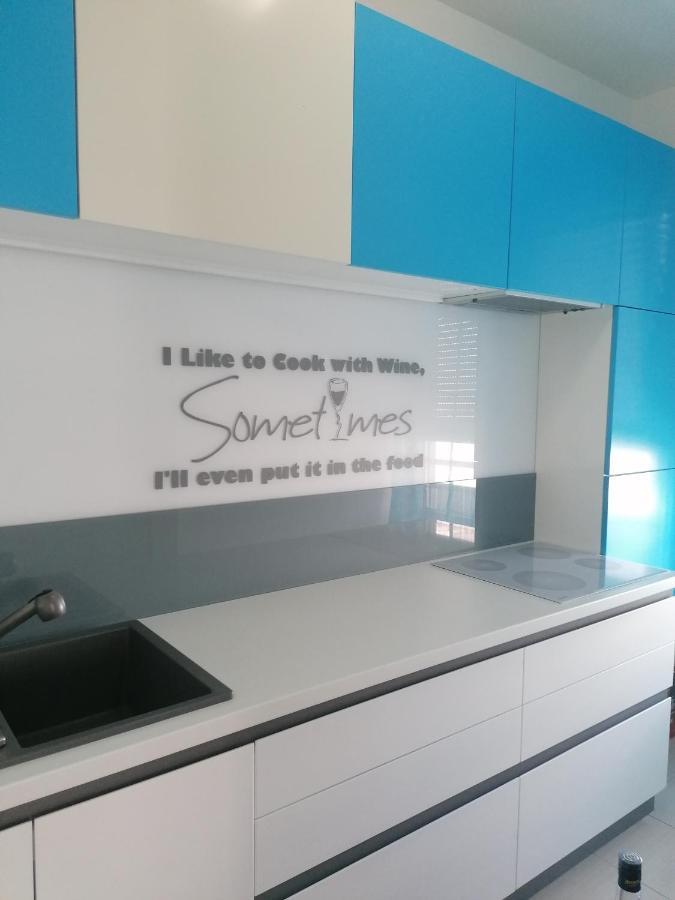 I Like to Cook with Wine,
Sometimes
I'll even put it in the food